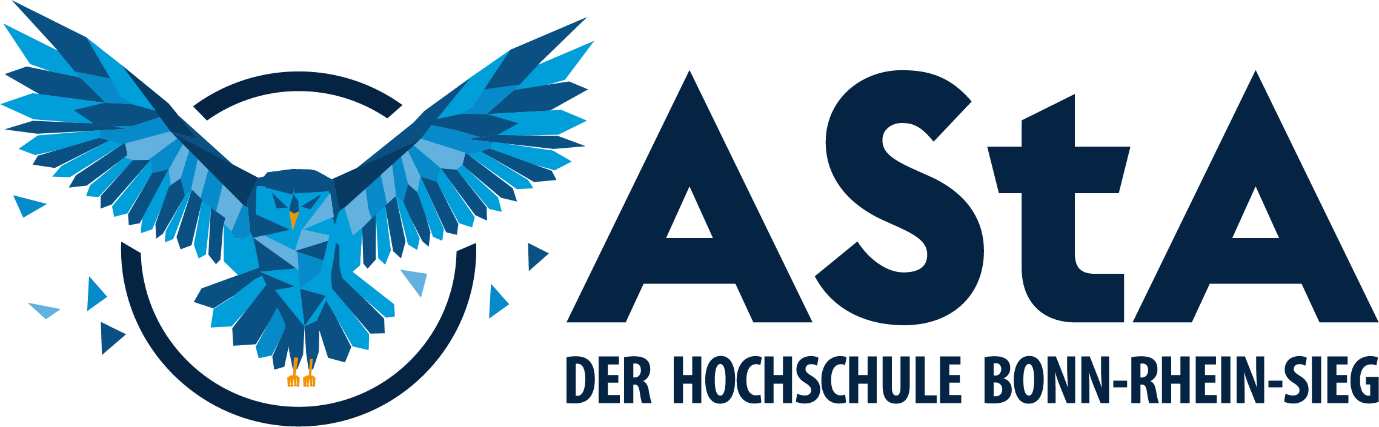 AStA
DER HOCHSCHULE BONN-RHEIN-SIEG